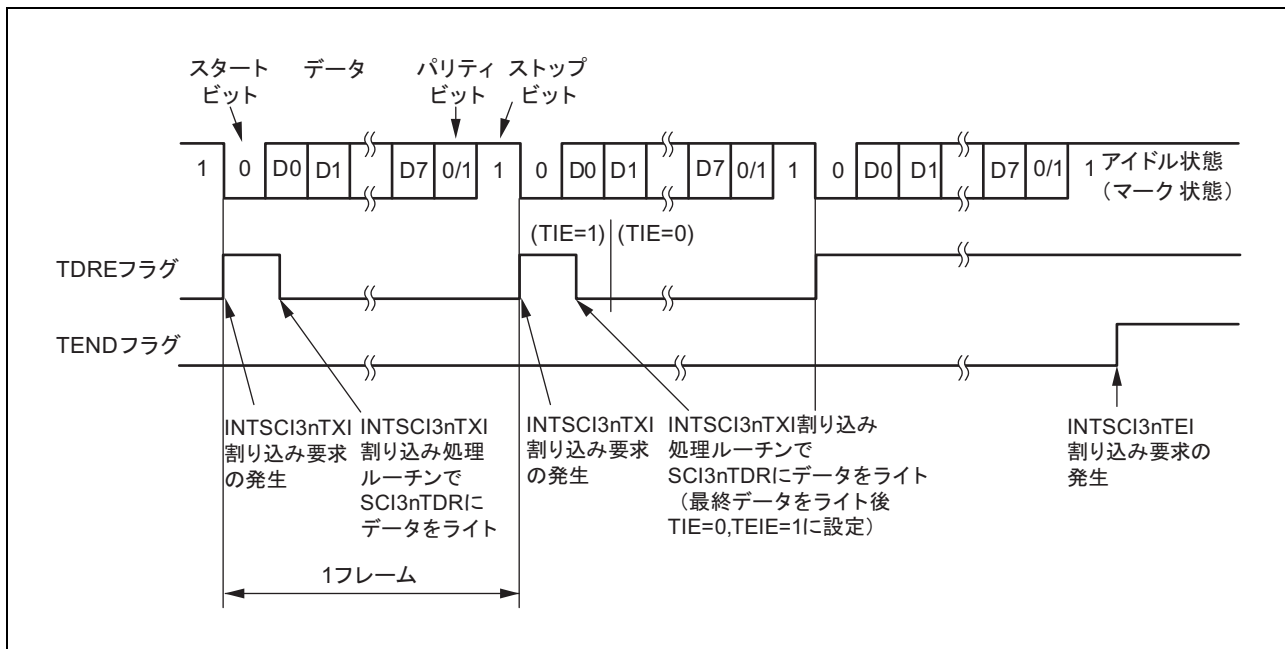 スタート データ パリティ ストップ
ビット ビット ビット
1 0 D0 D1 D7 0/1 1 0 D0 D1 D7 0/1 1 0 D0 D1 D7 0/1 1 アイドル状態
（マーク 状態）
(TIE=1) (TIE=0)
TDREフラグ
TENDフラグ
INTSCI3nTXI
割り込み要求
の発生
INTSCI3nTXI
割り込み処理
ルーチンで
SCI3nTDRに
データをライト
INTSCI3nTXI
割り込み要求
の発生
INTSCI3nTXI割り込み
処理ルーチンで
SCI3nTDRにデータをライト
（最終データをライト後
TIE=0,TEIE=1に設定）
INTSCI3nTEI
割り込み要求の
発生
1フレーム